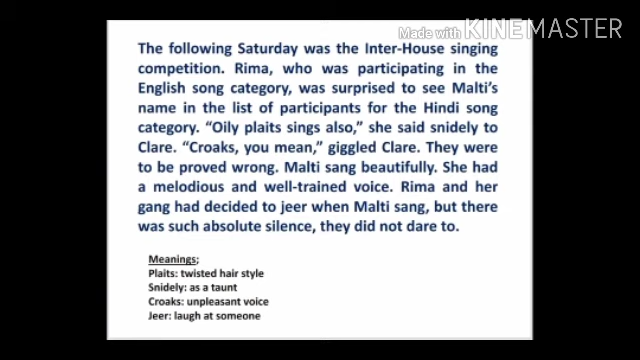 Made with KINEMASTER
The following Saturday was the Inter-House singing
competition. Rima, who was participating in the
English song category, was surprised to see Malti's
name in the list of participants for the Hindi song
category. “Oily plaits sings also,” she said snidely to
Clare. “Croaks, you mean,” giggled Clare. They were
to be proved wrong. Malti sang beautifully. She had
a melodious and well-trained voice. Rima and her
gang had decided to jeer when Malti sang, but there
was such absolute silence, they did not dare to.
Meanings;
Plaits: twisted hair style
Snidely: as a taunt
Croaks: unpleasant voice
Jeer: laugh at someone